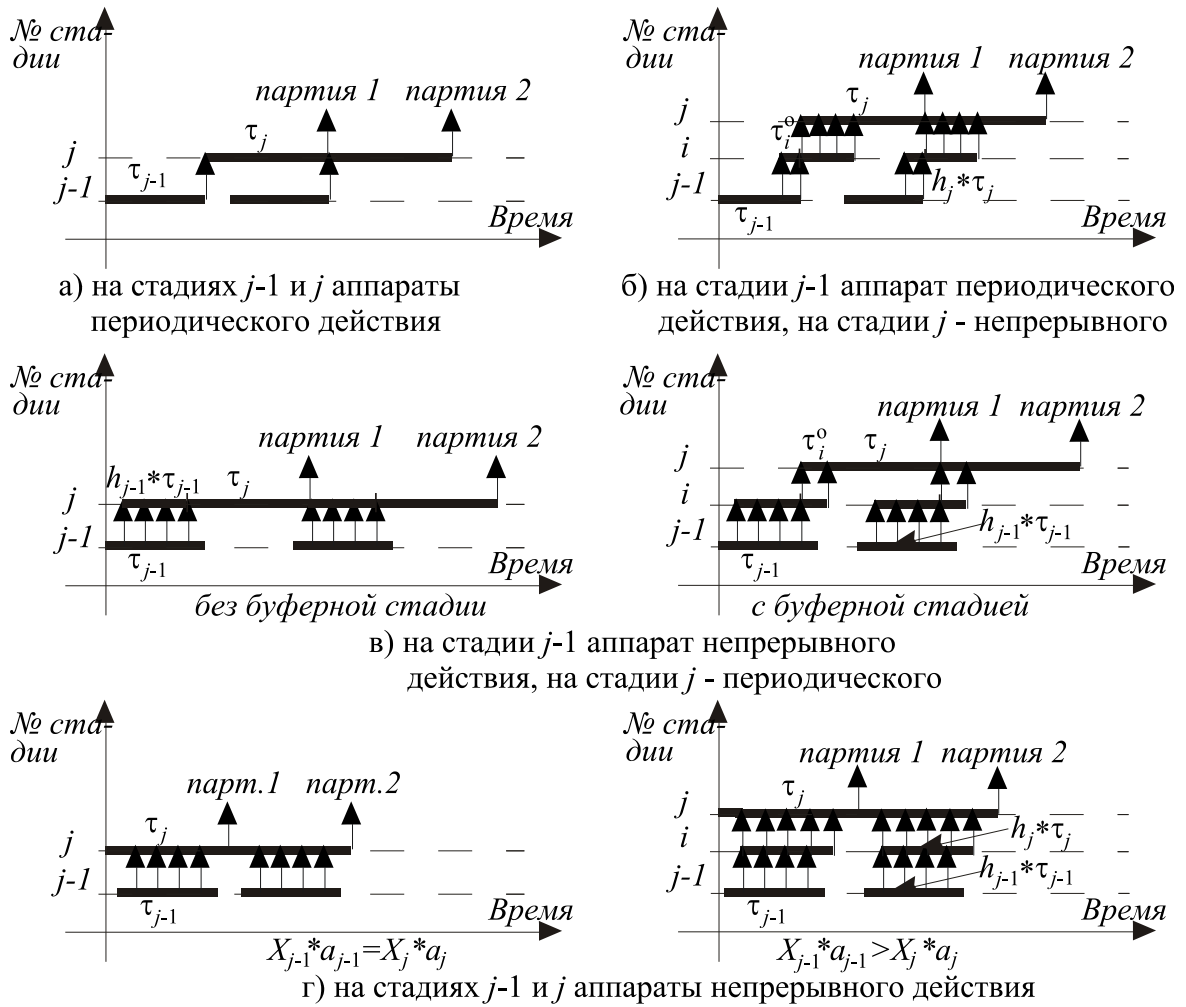 № ста-
дии
партия 1 партия 2
j
τj
j-1
τj-1
Время
а) на стадиях j-1 и j аппараты
периодического действия
№ ста-
дии
партия 1 партия 2
j
τj
τi°
i
j-1
hj*τj
τj-1
Время
б) на стадии j-1 аппарат периодического
действия, на стадии j - непрерывного
№ ста-
дии
партия 1 партия 2
hj-1*τj-1
τj
j
j-1
τj-1
Время
без буферной стадии
№ ста-
дии
партия 1 партия 2
τi°
τj
j
i
j-1
hj-1*τj-1
τj-1
Время
с буферной стадией
в) на стадии j-1 аппарат непрерывного
действия, на стадии j - периодического
№ ста-
дии
парт.1 парт.2
τj
j
j-1
τj-1
Время
Xj-1*aj-1=Xj*aj
№ ста-
дии
партия 1 партия 2
j
τj
i
hj*τj
j-1
hj-1*τj-1
τj-1
Время
Xj-1*aj-1>Xj*aj
г) на стадиях j-1 и j аппараты непрерывного действия